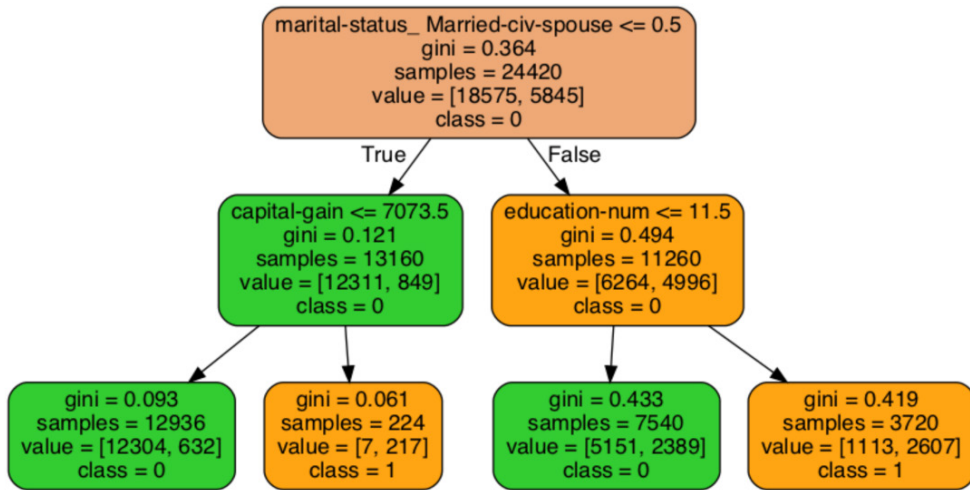 marital-status_ Married-civ-spouse <= 0.5
gini = 0.364
samples = 24420
value = [18575, 5845]
class = 0
True
False
capital-gain <= 7073.5
gini = 0.121
samples = 13160
value = [12311, 849]
class = 0
education-num <= 11.5
gini = 0.494
samples = 11260
value = [6264, 4996]
class = 0
gini = 0.093
samples = 12936
value = [12304, 632]
class = 0
gini = 0.061
samples = 224
value = [7, 217]
class = 1
gini = 0.433
samples = 7540
value = [5151, 2389]
class = 0
gini = 0.419
samples = 3720
value = [1113, 2607]
class = 1